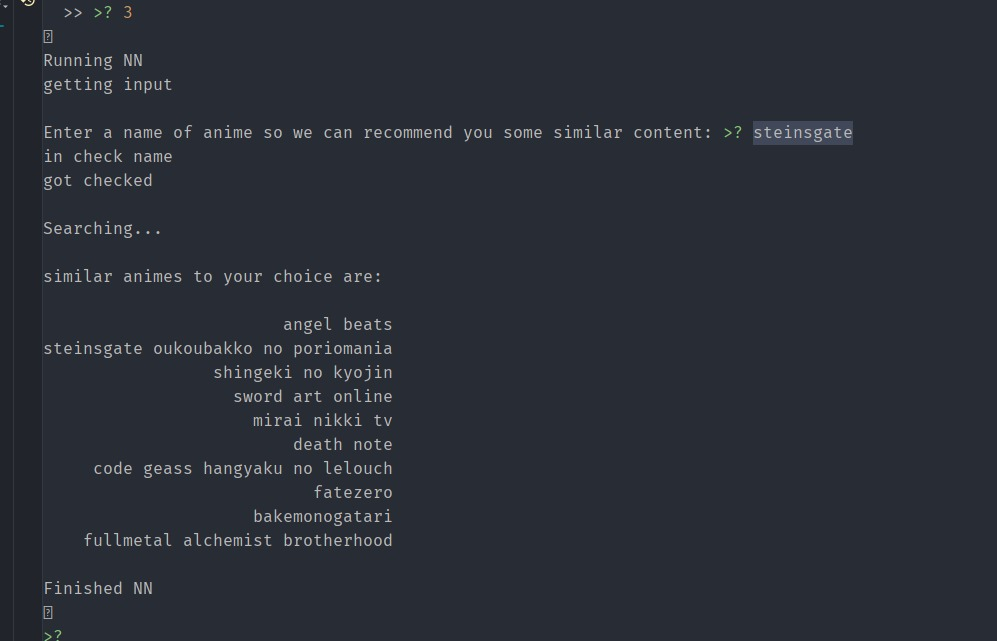 >> >? 3
Running NN
getting input
Enter a name of anime so we can recommend you some similar content: >? steinsgate
in check name
got checked
Searching...
similar animes to your choice are:
angel beats
steinsgate oukoubakko no poriomania
shingeki no kyojin
sword art online
mirai nikki tv
death note
code geass hangyaku no lelouch
fatezero
bakemonogatari
fullmetal alchemist brotherhood
Finished NN
>?